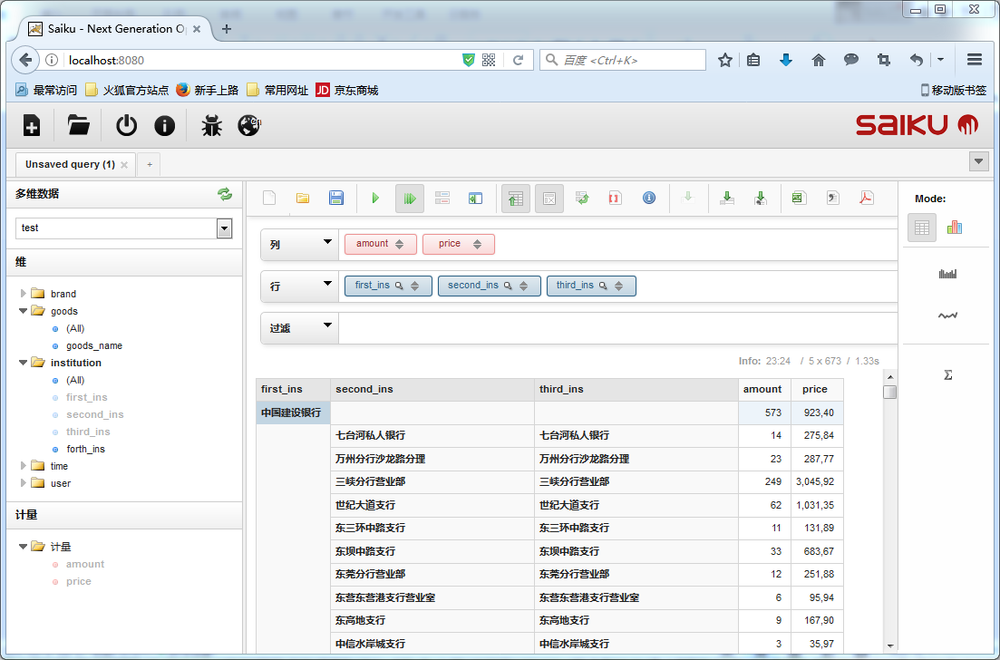 Saiku - Next Generation O
localhost:8080
百度 <Ctrl+K>
最常访问 火狐官方站点 新手上路 常用网址 JD 京东商城 移动版书签
cn
saiku
Unsaved query (1)
多维数据
test
维
brand
goods
(All)
goods_name
institution
(All)
first_ins
second_ins
third_ins
forth_ins
time
user
计量
计量
amount
price
Mode:
列 amount price
行 first_ins second_ins third_ins
过滤
Info: 23:24 / 5 x 673 / 1.33s
first_ins second_ins third_ins amount price
中国建设银行 573 923,40
七台河私人银行 七台河私人银行 14 275,84
万州分行沙龙路分理 万州分行沙龙路分理 23 287,77
三峡分行营业部 三峡分行营业部 249 3,045,92
世纪大道支行 世纪大道支行 62 1,031,35
东三环中路支行 东三环中路支行 11 131,89
东坝中路支行 东坝中路支行 33 683,67
东莞分行营业部 东莞分行营业部 12 251,88
东营东营港支行营业室 东营东营港支行营业室 6 95,94
东高地支行 东高地支行 9 167,90
中信水岸城支行 中信水岸城支行 3 35,97